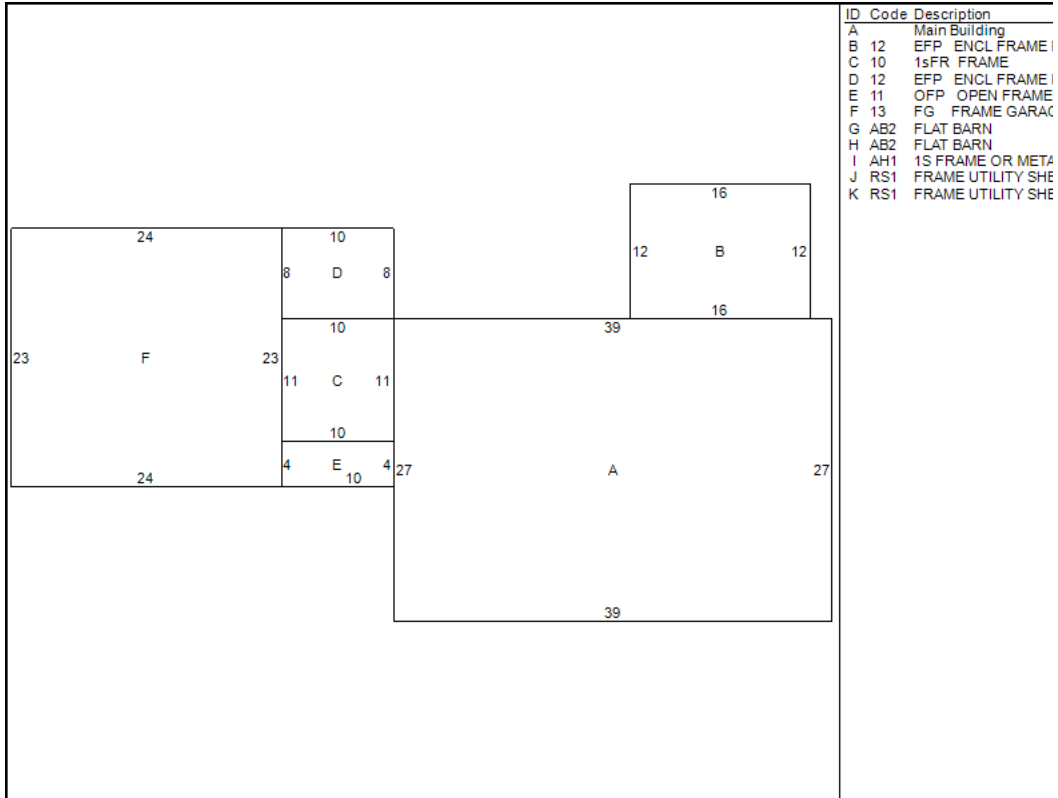 ID Code Description
A Main Building
B 12 EFP ENCL FRAME
C 10 1sFR FRAME
D 12 EFP ENCL FRAME
E 11 OFP OPEN FRAME
F 13 FG FRAME GARAC
G AB2 FLAT BARN
H AB2 FLAT BARN
I AH1 1S FRAME OR META
J RS1 FRAME UTILITY SHE
K RS1 FRAME UTILITY SHE
16
12 B 12
16
24 10
8 D 8
10 39
23 F 23
11 C 11
10
4 E 4
10
27 A 27
24
39